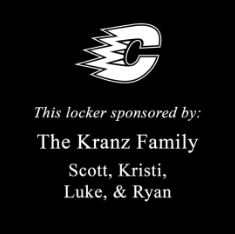 C
This locker sponsored by:
The Kranz Family
Scott, Kristi,
Luke, & Ryan